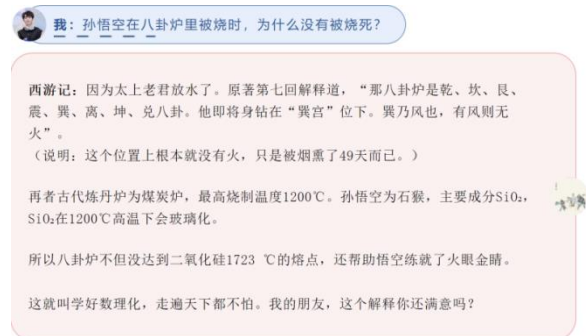 我：孙悟空在八卦炉里被烧时，为什么没有被烧死？
西游记：因为太上老君放水了。原著第七回解释道，“那八卦炉是乾、坎、艮、
震、巽、离、坤、兑八卦。他即将身钻在“巽宫”位下。巽乃风也，有风则无
火”。
（说明：这个位置上根本就没有火，只是被烟熏了49天而已。）
再者古代炼丹炉为煤炭炉，最高烧制温度1200℃。孙悟空为石猴，主要成分SiO₂，
SiO₂在1200℃高温下会玻璃化。
所以八卦炉不但没达到二氧化硅1723 ℃的熔点，还帮助悟空练就了火眼金睛。
这就叫学好数理化，走遍天下都不怕。我的朋友，这个解释你还满意吗？